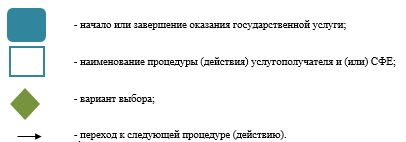 - начало или завершение оказания государственной услуги;
- наименование процедуры (действия) услугополучателя и (или) СФЕ;
- вариант выбора;
- переход к следующей процедуре (действию).